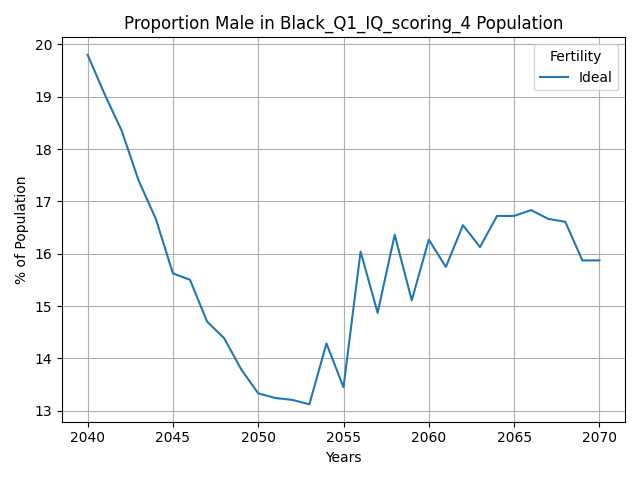 Proportion Male in Black_Q1_IQ_scoring_4 Population
Fertility
Ideal
% of Population
20
19
18
17
16
15
14
13
2040 2045 2050 2055 2060 2065 2070
Years